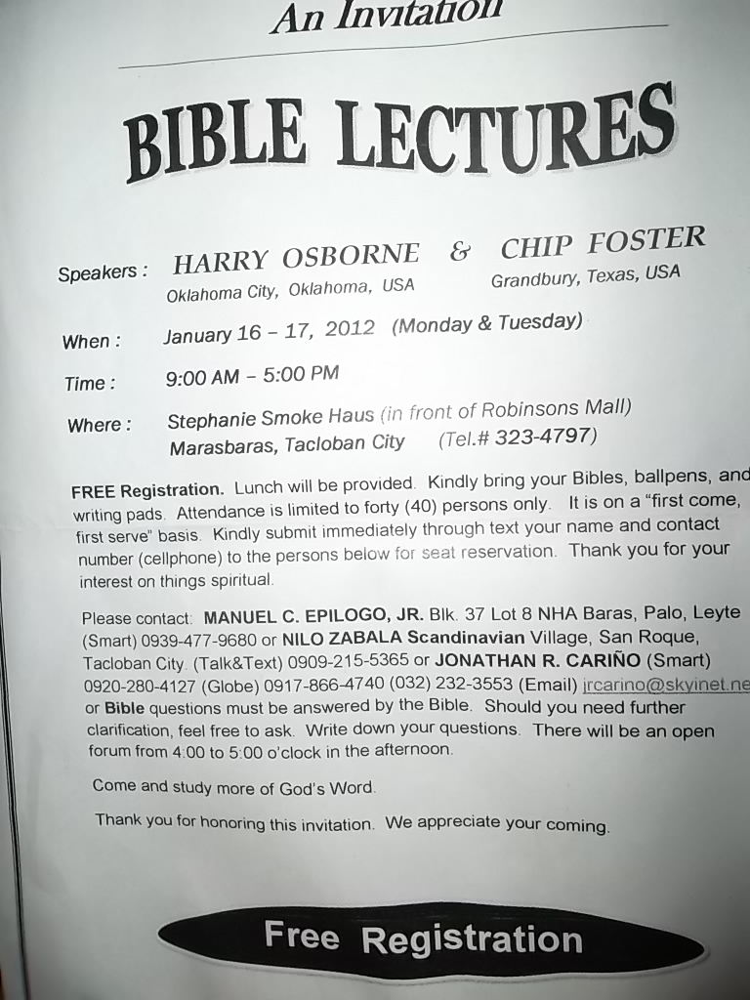 An Invitation
BIBLE LECTURES
Speakers : HARRY OSBORNE & CHIP FOSTER
Oklahoma City, Oklahoma, USA Grandbury, Texas, USA
When : January 16 – 17, 2012 (Monday & Tuesday)
Time : 9:00 AM – 5:00 PM
Where : Stephanie Smoke Haus (in front of Robinsons Mall)
Marasbaras, Tacloban City (Tel.# 323-4797)
FREE Registration. Lunch will be provided. Kindly bring your Bibles, ballpens, and
writing pads. Attendance is limited to forty (40) persons only. It is on a “first come,
first serve” basis. Kindly submit immediately through text your name and contact
number (cellphone) to the persons below for seat reservation. Thank you for your
interest on things spiritual.
Please contact: MANUEL C. EPILOGO, JR. Blk. 37 Lot 8 NHA Baras, Palo, Leyte
(Smart) 0939-477-9680 or NILO ZABALA Scandinavian Village, San Roque,
Tacloban City. (Talk&Text) 0909-215-5365 or JONATHAN R. CARIÑO (Smart)
0920-280-4127 (Globe) 0917-866-4740 (032) 232-3553 (Email) jrcarino@skyinet.ne
or Bible questions must be answered by the Bible. Should you need further
clarification, feel free to ask. Write down your questions. There will be an open
forum from 4:00 to 5:00 o’clock in the afternoon.
Come and study more of God’s Word.
Thank you for honoring this invitation. We appreciate your coming.
Free Registration